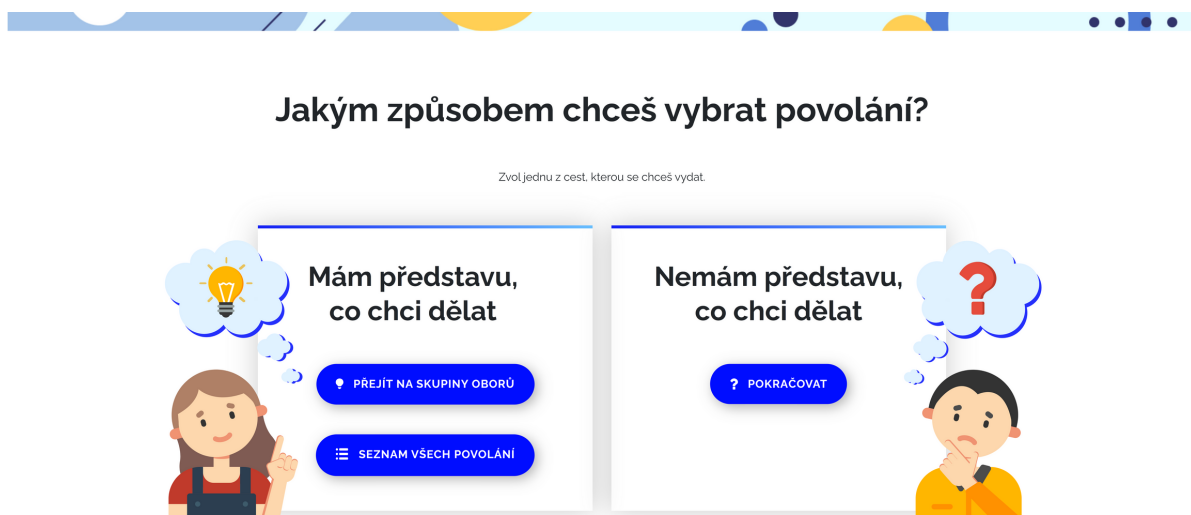 Jakým způsobem chceš vybrat povolání?
Zvol jednu z cest, kterou se chceš vydat.
Mám představu,
co chci dělat
PŘEJÍT NA SKUPINY OBORŮ
SEZNAM VŠECH POVOLÁNÍ
Nemám představu,
co chci dělat
? POKRAČOVAT
?